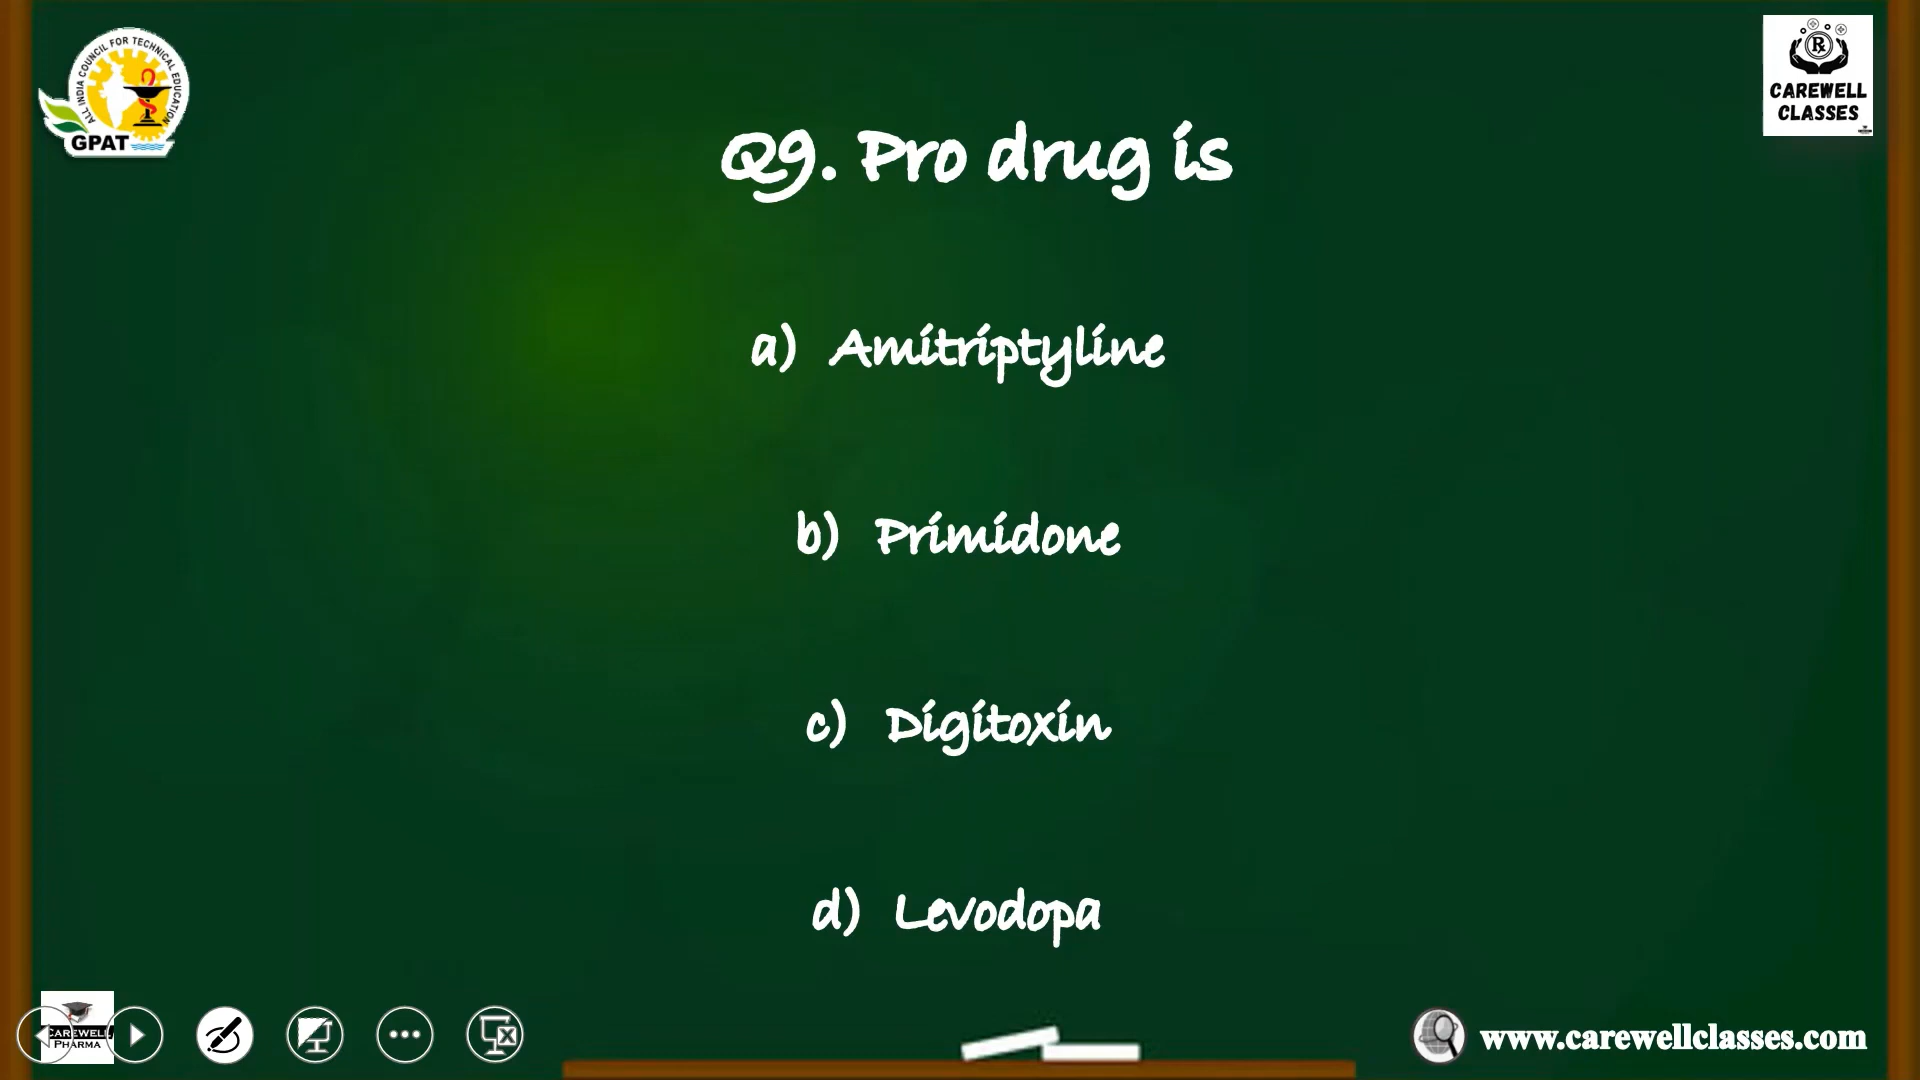 ALL INDIA COUNCIL FOR TECHNICAL EDUCATION
GPAT
Rx
CAREWELL
CLASSES
Q9. Pro drug is
a) Amitriptyline
b) Primidone
c) Digitoxin
d) Levodopa
CAREWELL
PHARMA
www.carewellclasses.com